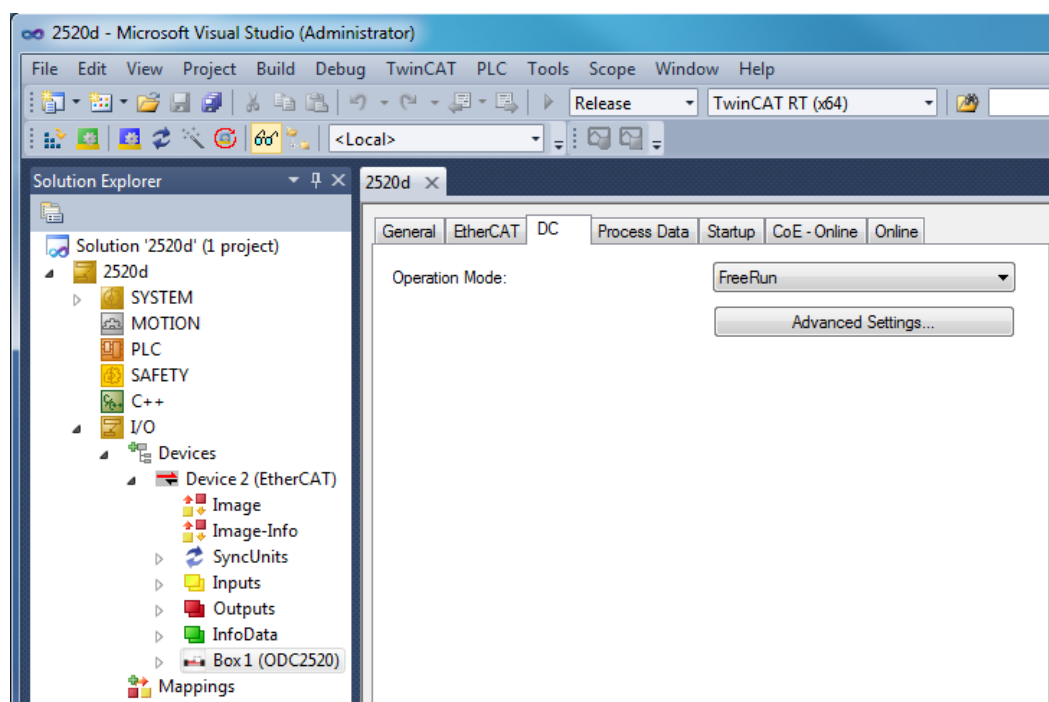 2520d - Microsoft Visual Studio (Administrator)
File Edit View Project Build Debug TwinCAT PLC Tools Scope Window Help
Release TwinCAT RT (x64)
<Local>
Solution Explorer
2520d
General EtherCAT DC Process Data Startup CoE - Online Online
Solution '2520d' (1 project)
2520d
Operation Mode: FreeRun
SYSTEM
Advanced Settings...
MOTION
PLC
SAFETY
C++
I/O
Devices
Device 2 (EtherCAT)
Image
Image-Info
SyncUnits
Inputs
Outputs
InfoData
Box 1 (ODC2520)
Mappings